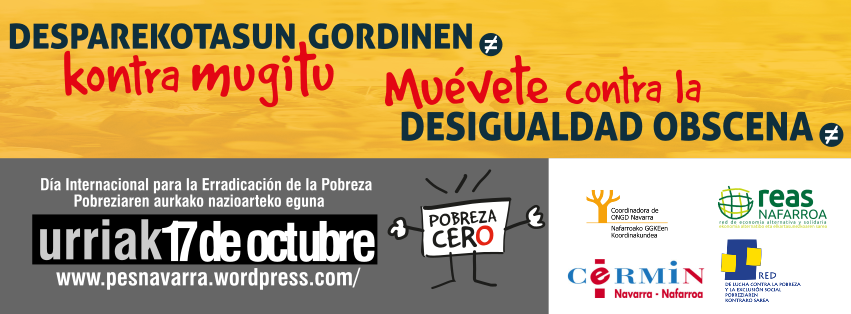 DESPAREKOTASUN GORDINEN ≠
kontra mugitu
Muévete contra la
DESIGUALDAD OBSCENA ≠
Día Internacional para la Erradicación de la Pobreza
Pobreziaren aurkako nazioarteko eguna
urriak 17 de octubre
www.pesnavarra.wordpress.com/
POBREZA
CERO
Coordinadora de
ONGD Navarra
Nafarroako GGKEen
Koordinakundea
reas
NAFARROA
red de economía alternativa y solidaria
CERMIN
Navarra - Nafarroa
RED
DE LUCHA CONTRA LA POBREZA
Y LA EXCLUSIÓN SOCIAL
POBREZIAREN
KONTRAKO SAREA